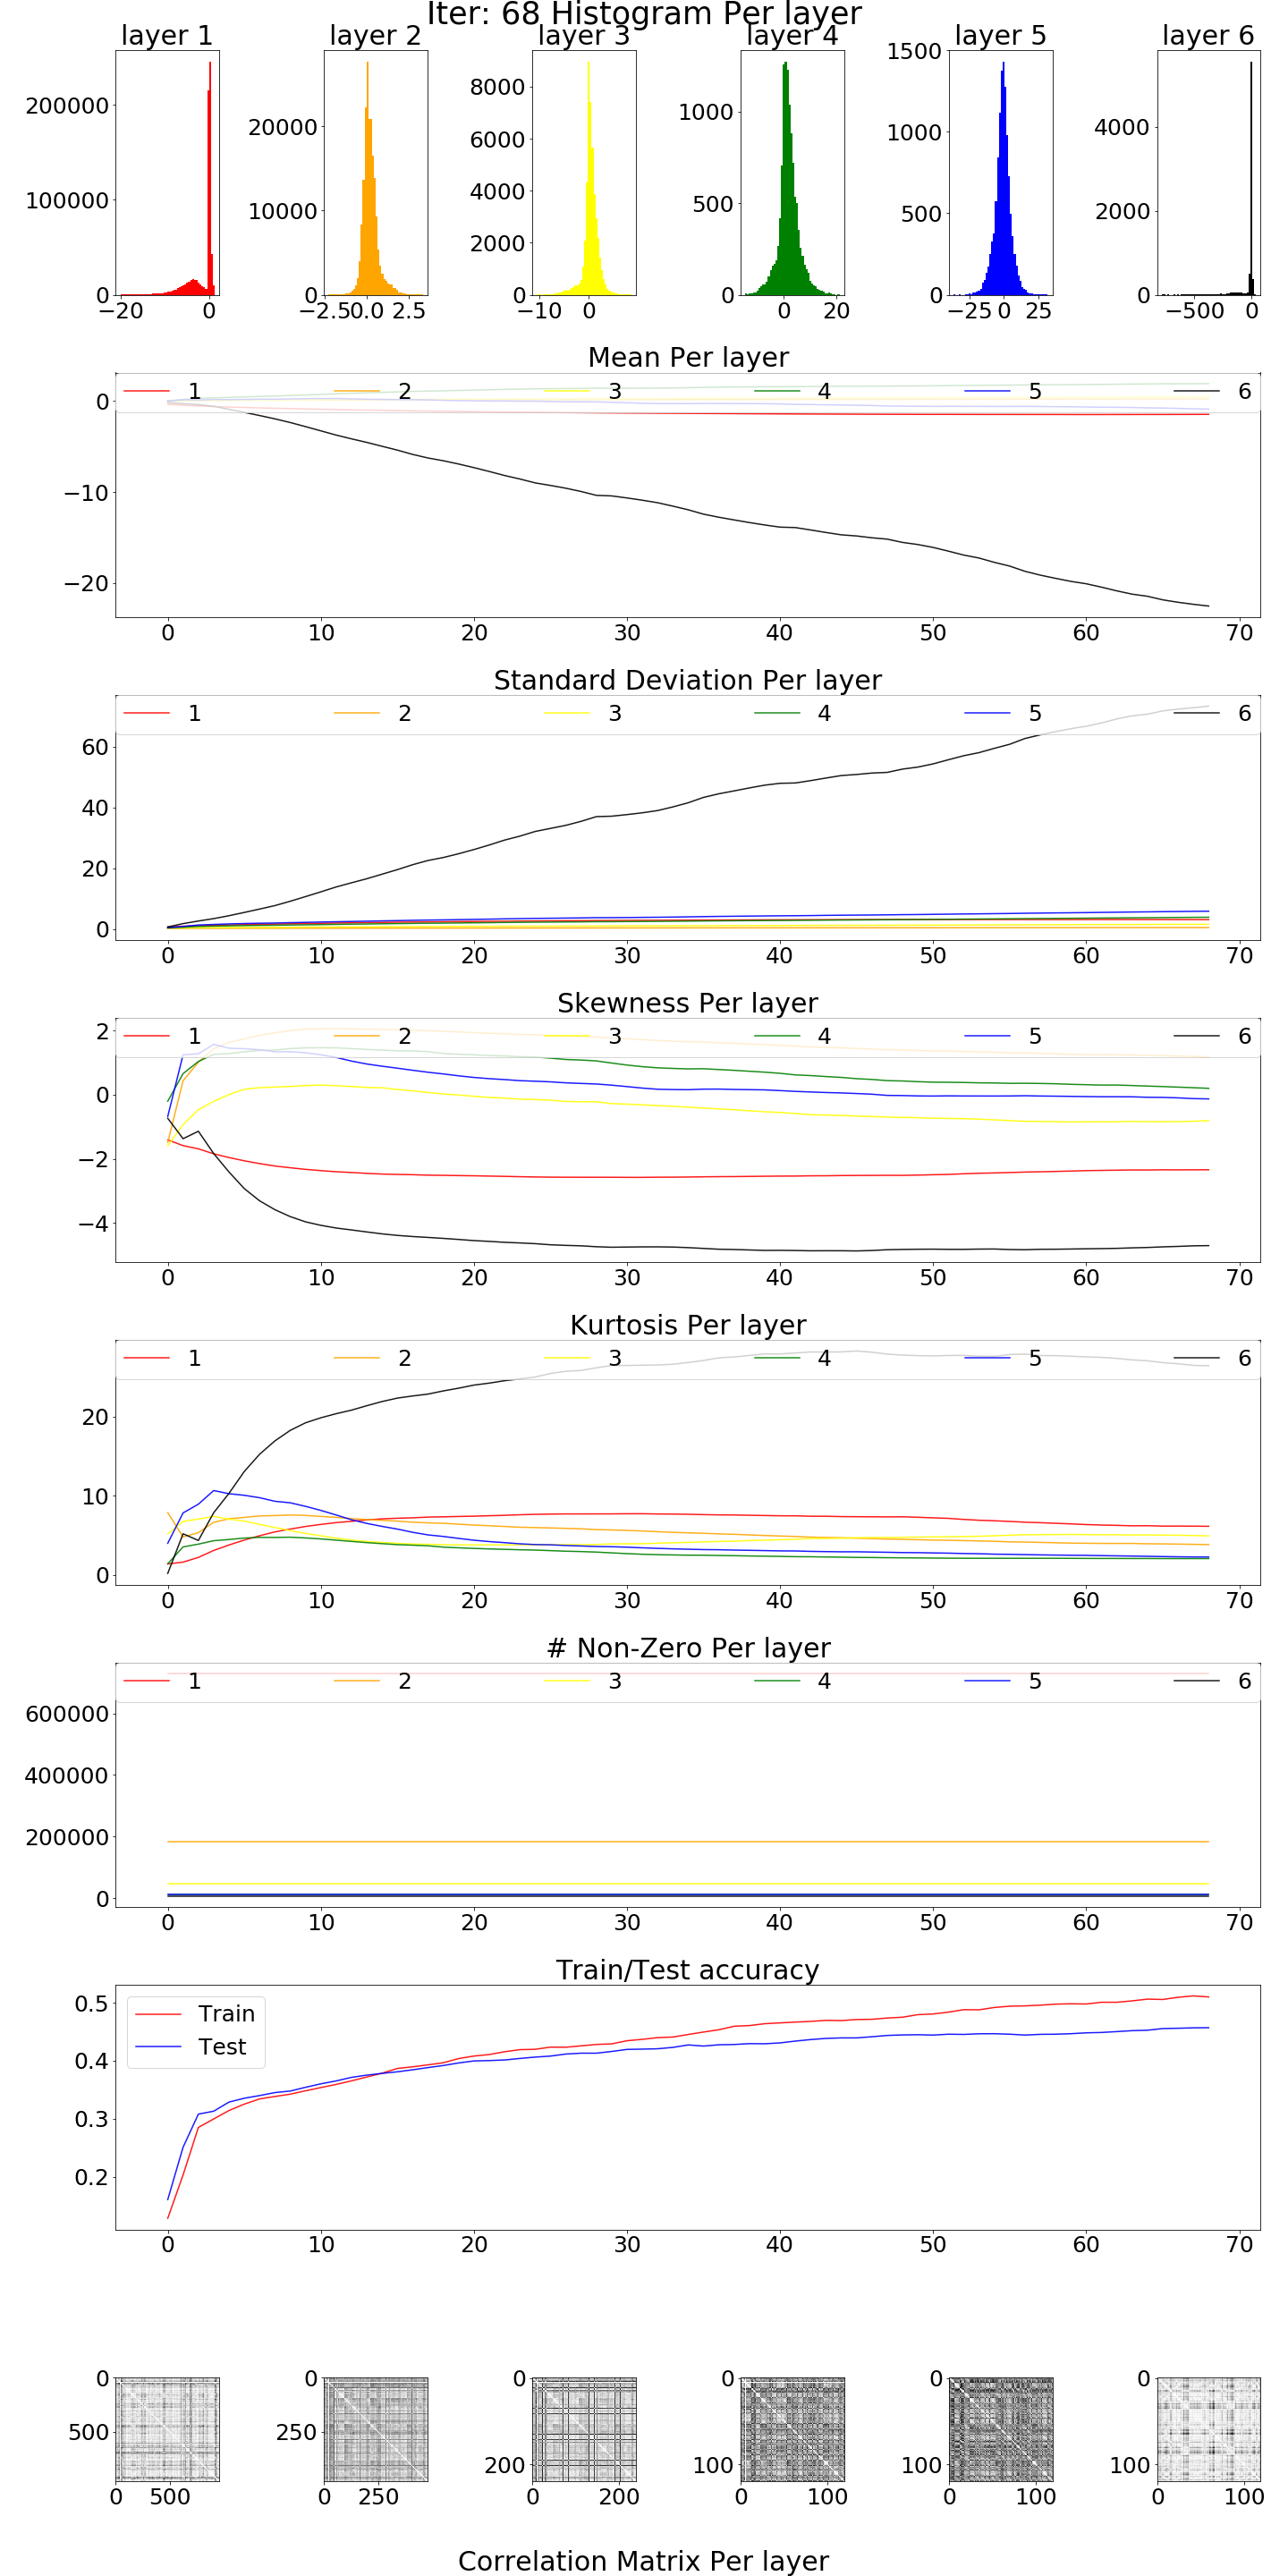 Iter: 68 Histogram Per layer
layer 1 layer 2 layer 3 layer 4 layer 5 layer 6
200000
100000
0
−20 0
20000
10000
0
−2.5 0.0 2.5
8000
6000
4000
2000
0
−10 0
1000
500
0
0 20
1500
1000
500
0
−25 0 25
4000
2000
0
−500 0
Mean Per layer
1 2 3 4 5 6
0
−10
−20
0 10 20 30 40 50 60 70
Standard Deviation Per layer
1 2 3 4 5 6
60
40
20
0
0 10 20 30 40 50 60 70
Skewness Per layer
1 2 3 4 5 6
2
0
−2
−4
0 10 20 30 40 50 60 70
Kurtosis Per layer
1 2 3 4 5 6
20
10
0
0 10 20 30 40 50 60 70
# Non-Zero Per layer
1 2 3 4 5 6
600000
400000
200000
0
0 10 20 30 40 50 60 70
Train/Test accuracy
Train
Test
0.5
0.4
0.3
0.2
0 10 20 30 40 50 60 70
0
500
0 500
0
250
0 250
0
200
0 200
0
100
0 100
0
100
0 100
0
100
0 100
Correlation Matrix Per layer